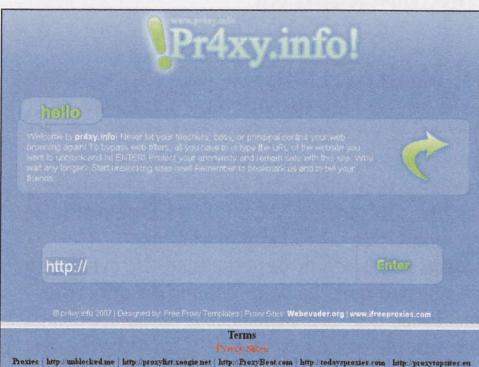 www.pr4xy.info
Pr4xy.info!
hello
Welcome to pr4xy.info! Never let your teachers, boss, or principal control your web
browsing again! To bypass web filters, all you have to is type the URL of the website you
want to unblock and hit ENTER! Protect your anonymity and remain safe with this site. Why
wait any longer? Start unblocking sites now! Remember to bookmark us and to tell your
friends.
http://
Enter
© pr4xy.info 2007 | Designed by: Free Proxy Templates | Proxy Sites: Webevader.org | www.ifreeproxies.com
Terms
Proxy Sites
Proxies | http://unblocked.me | http://proxylist.xoogie.net | http://ProxyBoat.com | http://todaysproxies.com | http://proxytopsites.eu